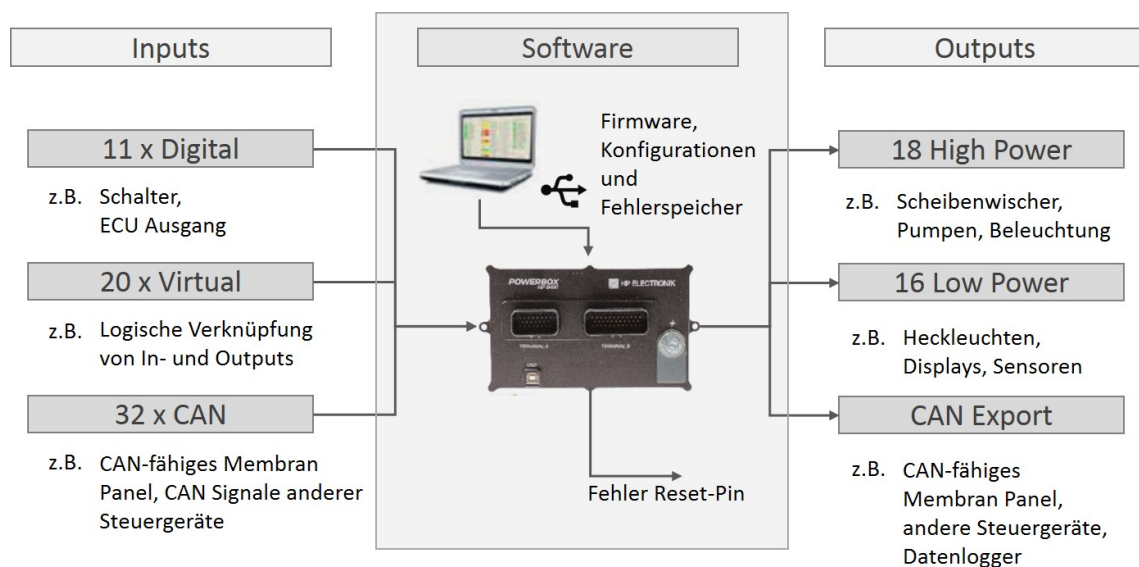 Inputs
Software
Outputs
11 x Digital
z.B. Schalter,
ECU Ausgang
20 x Virtual
z.B. Logische Verknüpfung
von In- und Outputs
32 x CAN
z.B. CAN-fähiges Membran
Panel, CAN Signale anderer
Steuergeräte
Firmware,
Konfigurationen
und
Fehlerspeicher
POWERBOX
HP ELECTRONIK
TERMINAL A
TERMINAL B
Fehler Reset-Pin
18 High Power
z.B. Scheibenwischer,
Pumpen, Beleuchtung
16 Low Power
z.B. Heckleuchten,
Displays, Sensoren
CAN Export
z.B. CAN-fähiges
Membran Panel,
andere Steuergeräte,
Datenlogger